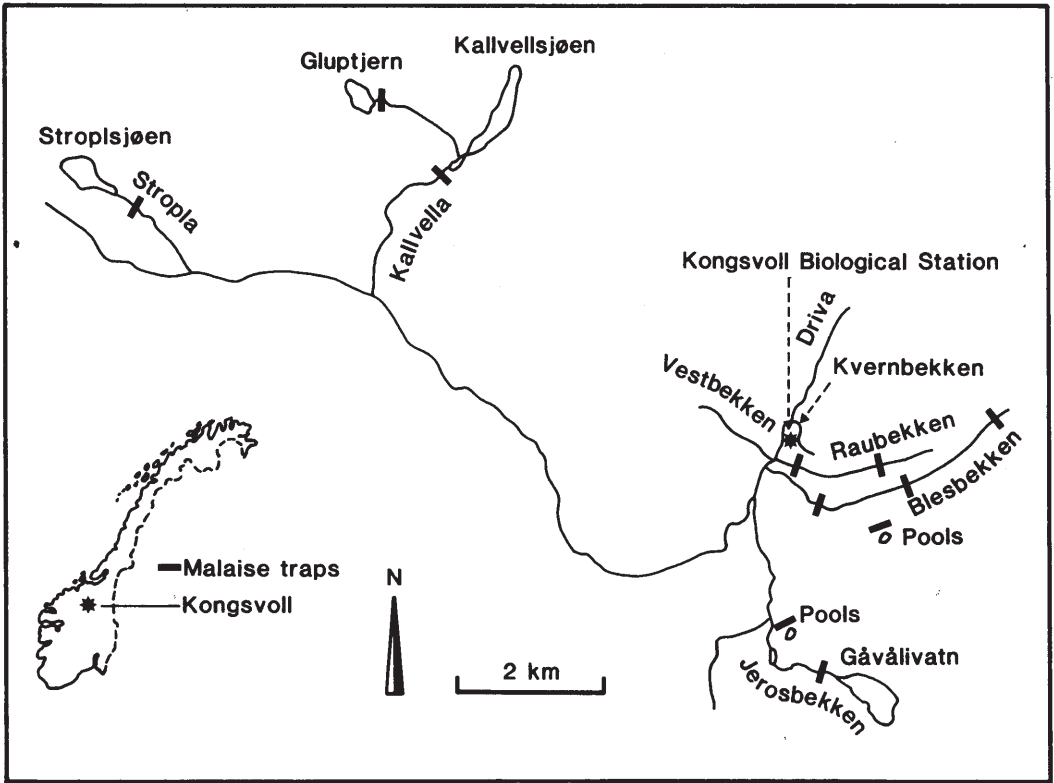 Kallvellsjøen
Gluptjern
Stroplsjøen
Stropla
Kallvella
Kongsvoll Biological Station
Driva
Kvernbekken
Vestbekken
Raubekken
Blesbekken
Pools
Malaise traps
Kongsvoll
N
2 km
Pools
Gåvålivatn
Jerosbekken